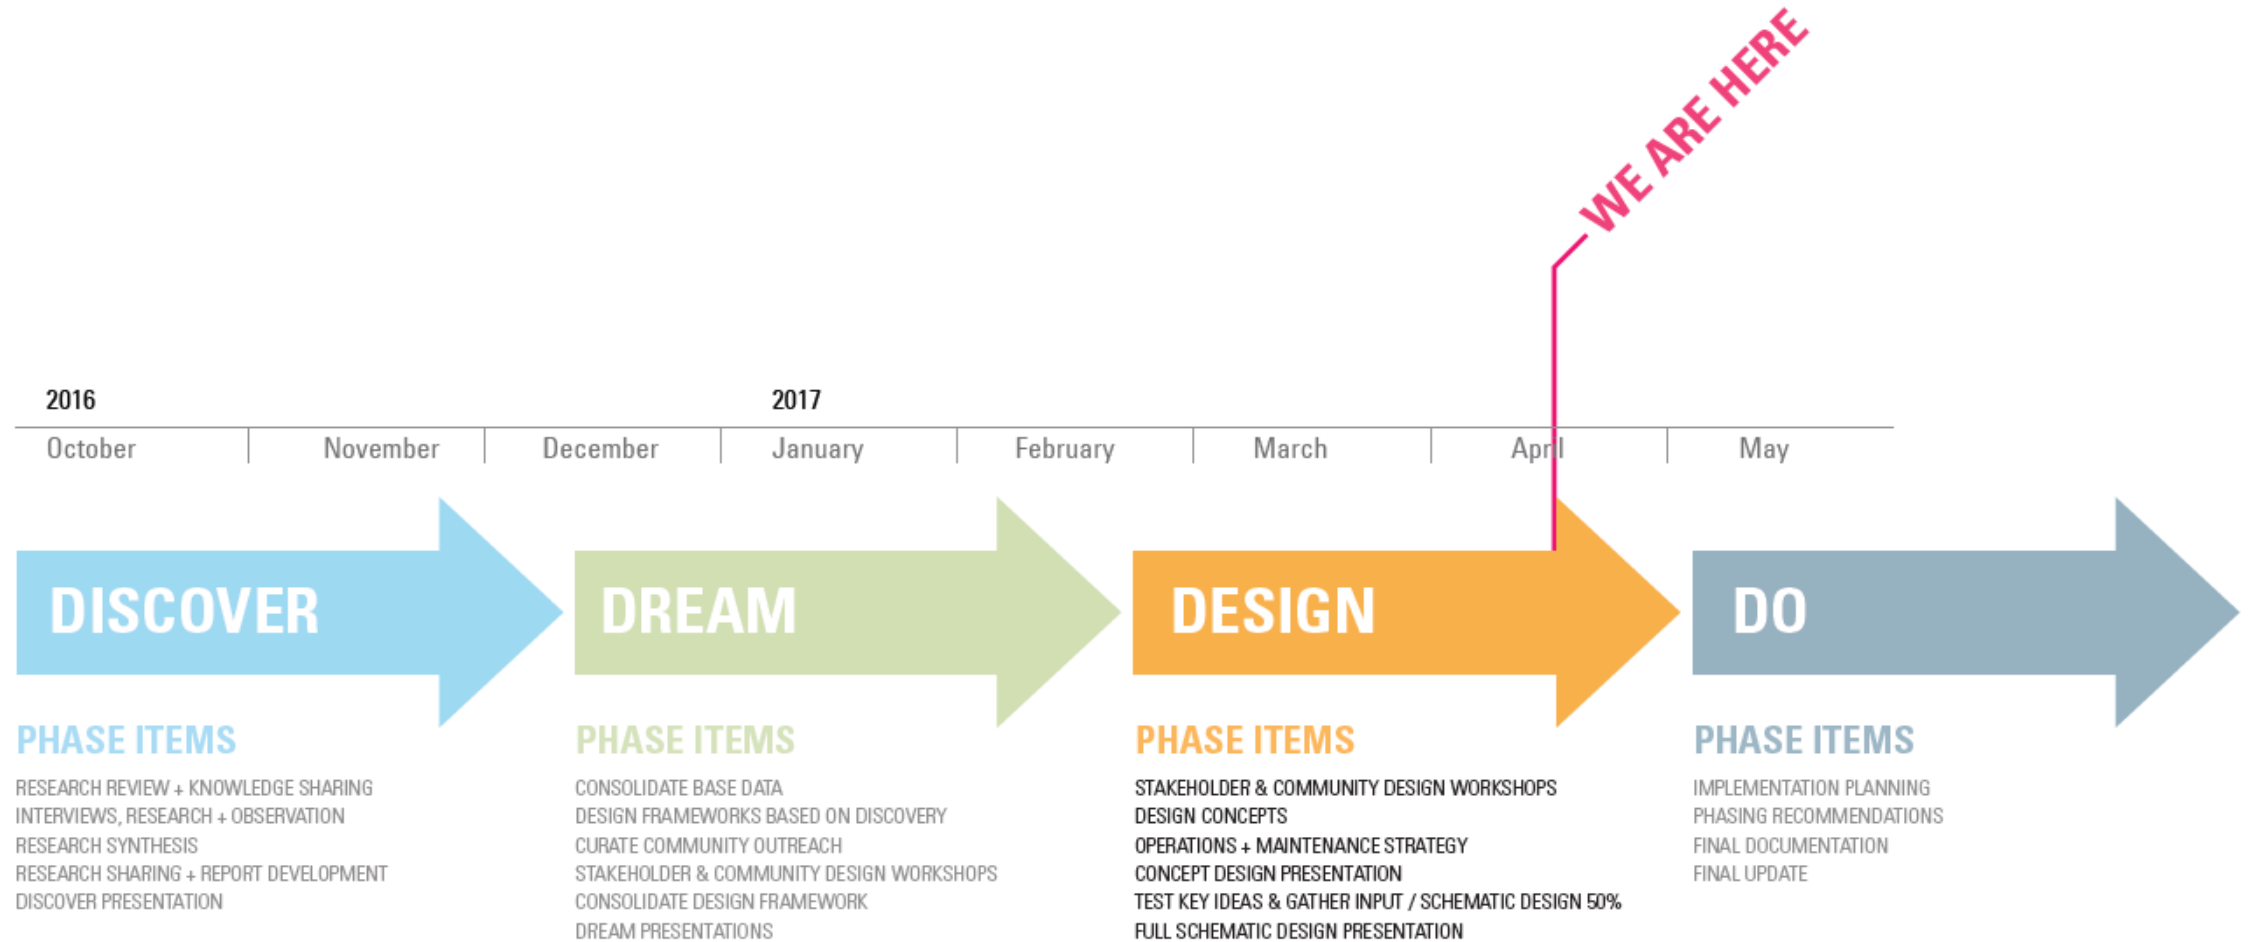 WE ARE HERE
2016 2017
October November December January February March April May
DISCOVER
PHASE ITEMS
RESEARCH REVIEW + KNOWLEDGE SHARING
INTERVIEWS, RESEARCH + OBSERVATION
RESEARCH SYNTHESIS
RESEARCH SHARING + REPORT DEVELOPMENT
DISCOVER PRESENTATION
DREAM
PHASE ITEMS
CONSOLIDATE BASE DATA
DESIGN FRAMEWORKS BASED ON DISCOVERY
CURATE COMMUNITY OUTREACH
STAKEHOLDER & COMMUNITY DESIGN WORKSHOPS
CONSOLIDATE DESIGN FRAMEWORK
DREAM PRESENTATIONS
DESIGN
PHASE ITEMS
STAKEHOLDER & COMMUNITY DESIGN WORKSHOPS
DESIGN CONCEPTS
OPERATIONS + MAINTENANCE STRATEGY
CONCEPT DESIGN PRESENTATION
TEST KEY IDEAS & GATHER INPUT / SCHEMATIC DESIGN 50%
FULL SCHEMATIC DESIGN PRESENTATION
DO
PHASE ITEMS
IMPLEMENTATION PLANNING
PHASING RECOMMENDATIONS
FINAL DOCUMENTATION
FINAL UPDATE